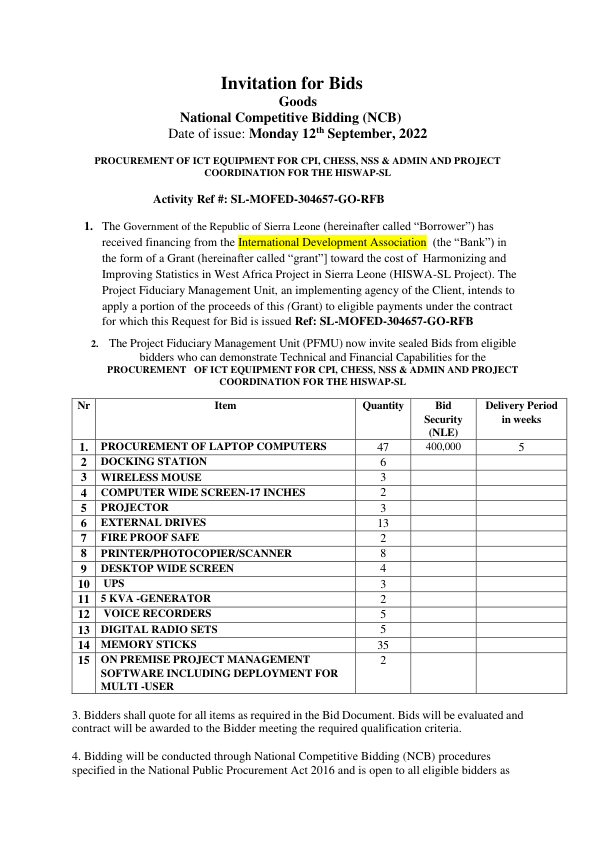 Invitation for Bids
Goods
National Competitive Bidding (NCB)
Date of issue: Monday 12th September, 2022
PROCUREMENT OF ICT EQUIPMENT FOR CPI, CHESS, NSS & ADMIN AND PROJECT
COORDINATION FOR THE HISWAP-SL
Activity Ref #: SL-MOFED-304657-GO-RFB
1. The Government of the Republic of Sierra Leone (hereinafter called “Borrower”) has
received financing from the International Development Association (the “Bank”) in
the form of a Grant (hereinafter called “grant”] toward the cost of Harmonizing and
Improving Statistics in West Africa Project in Sierra Leone (HISWA-SL Project). The
Project Fiduciary Management Unit, an implementing agency of the Client, intends to
apply a portion of the proceeds of this (Grant) to eligible payments under the contract
for which this Request for Bid is issued Ref: SL-MOFED-304657-GO-RFB
2. The Project Fiduciary Management Unit (PFMU) now invite sealed Bids from eligible
bidders who can demonstrate Technical and Financial Capabilities for the
PROCUREMENT OF ICT EQUIPMENT FOR CPI, CHESS, NSS & ADMIN AND PROJECT
COORDINATION FOR THE HISWAP-SL
Nr Item Quantity Bid Delivery Period
Security in weeks
(NLE)
1. PROCUREMENT OF LAPTOP COMPUTERS 47 400,000 5
2 DOCKING STATION 6
3 WIRELESS MOUSE 3
4 COMPUTER WIDE SCREEN-17 INCHES 2
5 PROJECTOR 3
6 EXTERNAL DRIVES 13
7 FIRE PROOF SAFE 2
8 PRINTER/PHOTOCOPIER/SCANNER 8
9 DESKTOP WIDE SCREEN 4
10 UPS 3
11 5 KVA -GENERATOR 2
12 VOICE RECORDERS 5
13 DIGITAL RADIO SETS 5
14 MEMORY STICKS 35
15 ON PREMISE PROJECT MANAGEMENT 2
SOFTWARE INCLUDING DEPLOYMENT FOR
MULTI -USER
3. Bidders shall quote for all items as required in the Bid Document. Bids will be evaluated and
contract will be awarded to the Bidder meeting the required qualification criteria.
4. Bidding will be conducted through National Competitive Bidding (NCB) procedures
specified in the National Public Procurement Act 2016 and is open to all eligible bidders as